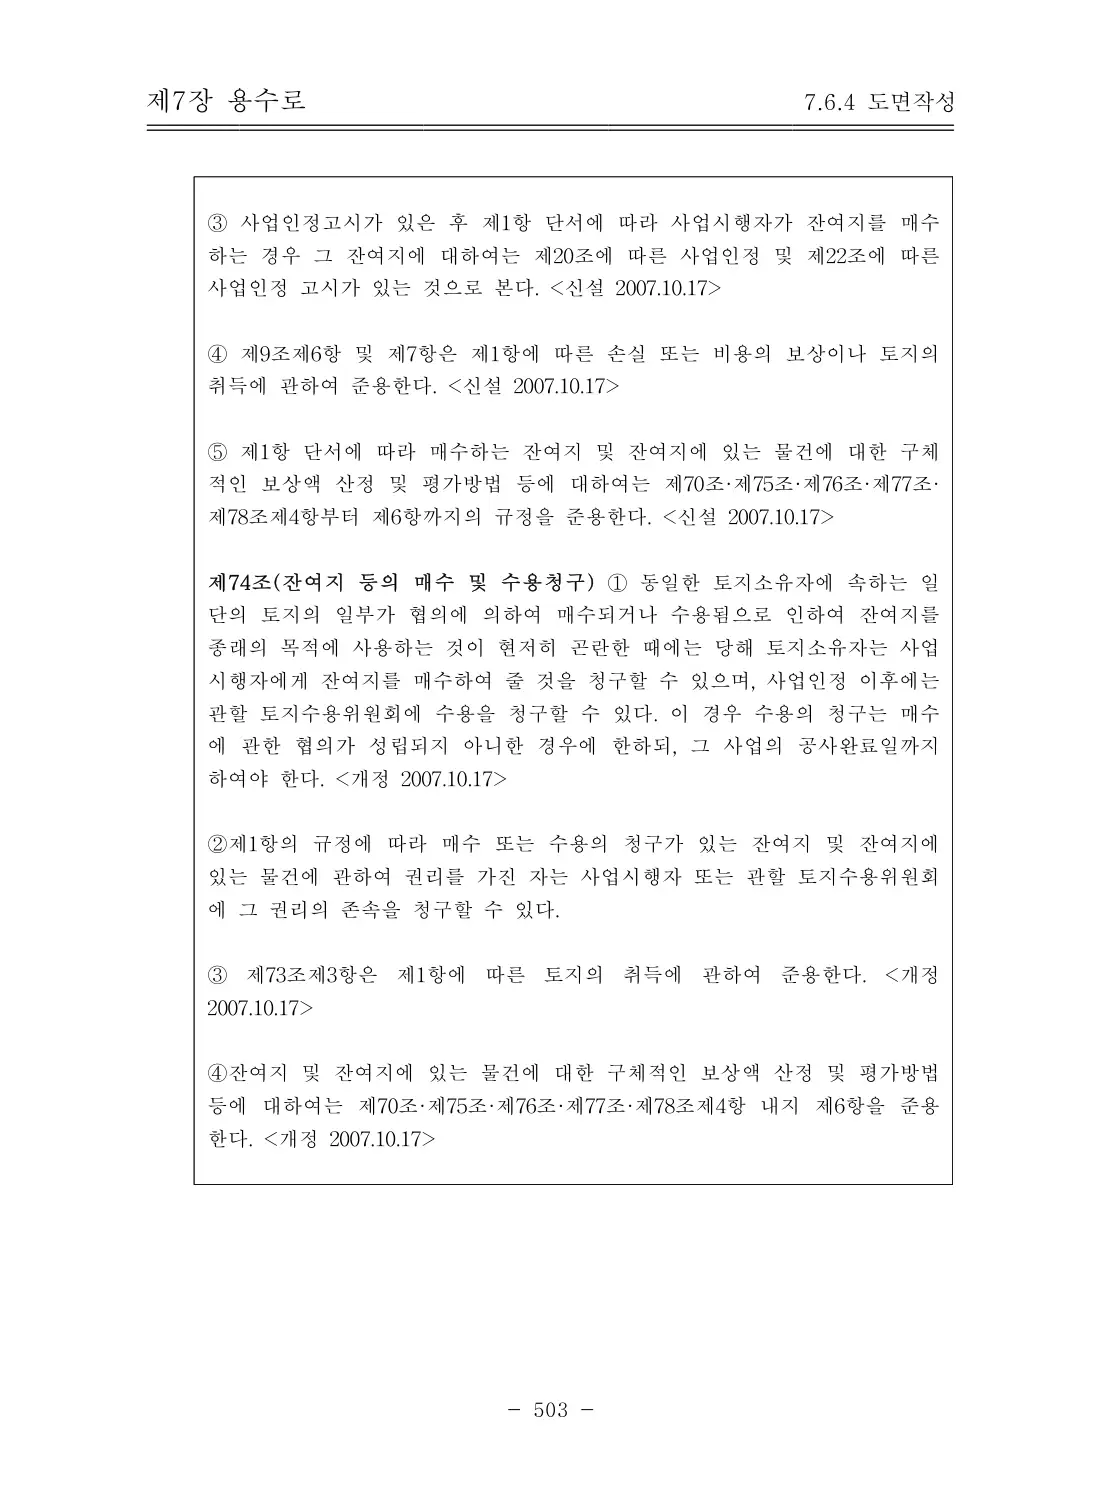 제7장 용수로
7.6.4 도면작성
③ 사업인정고시가 있은 후 제1항 단서에 따라 사업시행자가 잔여지를 매수
하는 경우 그 잔여지에 대하여는 제20조에 따른 사업인정 및 제22조에 따른
사업인정 고시가 있는 것으로 본다. <신설 2007.10.17>
④ 제9조제6항 및 제7항은 제1항에 따른 손실 또는 비용의 보상이나 토지의
취득에 관하여 준용한다. <신설 2007.10.17>
⑤ 제1항 단서에 따라 매수하는 잔여지 및 잔여지에 있는 물건에 대한 구체
적인 보상액 산정 및 평가방법 등에 대하여는 제70조·제75조·제76조·제77조·
제78조제4항부터 제6항까지의 규정을 준용한다. <신설 2007.10.17>
제74조(잔여지 등의 매수 및 수용청구) ① 동일한 토지소유자에 속하는 일
단의 토지의 일부가 협의에 의하여 매수되거나 수용됨으로 인하여 잔여지를
종래의 목적에 사용하는 것이 현저히 곤란한 때에는 당해 토지소유자는 사업
시행자에게 잔여지를 매수하여 줄 것을 청구할 수 있으며, 사업인정 이후에는
관할 토지수용위원회에 수용을 청구할 수 있다. 이 경우 수용의 청구는 매수
에 관한 협의가 성립되지 아니한 경우에 한하되, 그 사업의 공사완료일까지
하여야 한다. <개정 2007.10.17>
②제1항의 규정에 따라 매수 또는 수용의 청구가 있는 잔여지 및 잔여지에
있는 물건에 관하여 권리를 가진 자는 사업시행자 또는 관할 토지수용위원회
에 그 권리의 존속을 청구할 수 있다.
③ 제73조제3항은 제1항에 따른 토지의 취득에 관하여 준용한다. <개정
2007.10.17>
④잔여지 및 잔여지에 있는 물건에 대한 구체적인 보상액 산정 및 평가방법
등에 대하여는 제70조·제75조·제76조·제77조·제78조제4항 내지 제6항을 준용
한다. <개정 2007.10.17>
- 503 -